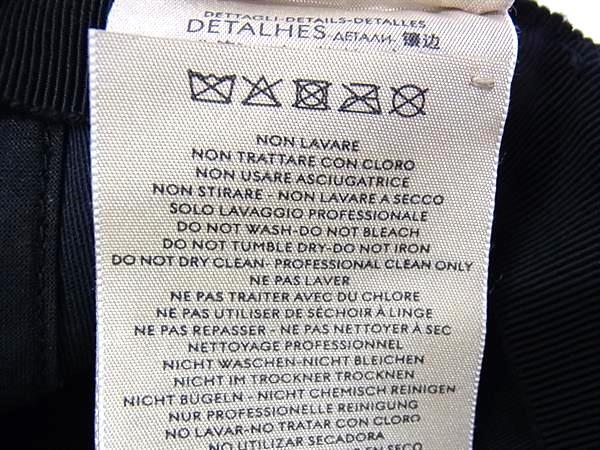 DETTAGLI-DETAILS-DETALLES
DETALHES-ДЕТАЛИ. 镶边
NON LAVARE
NON TRATTARE CON CLORO
NON USARE ASCIUGATRICE
NON STIRARE - NON LAVARE A SECCO
SOLO LAVAGGIO PROFESSIONALE
DO NOT WASH-DO NOT BLEACH
DO NOT TUMBLE DRY-DO NOT IRON
DO NOT DRY CLEAN- PROFESSIONAL CLEAN ONLY
NE PAS LAVER
NE PAS TRAITER AVEC DU CHLORE
NE PAS UTILISER DE SÉCHOIR À LINGE
NE PAS REPASSER - NE PAS NETTOYER À SEC
NETTOYAGE PROFESSIONNEL
NICHT WASCHEN-NICHT BLEICHEN
NICHT IM TROCKNER TROCKNEN
NICHT BÜGELN - NICHT CHEMISCH REINIGEN
NUR PROFESSIONELLE REINIGUNG
NO LAVAR-NO TRATAR CON CLORO
NO UTILIZAR SECADORA
EN SECO